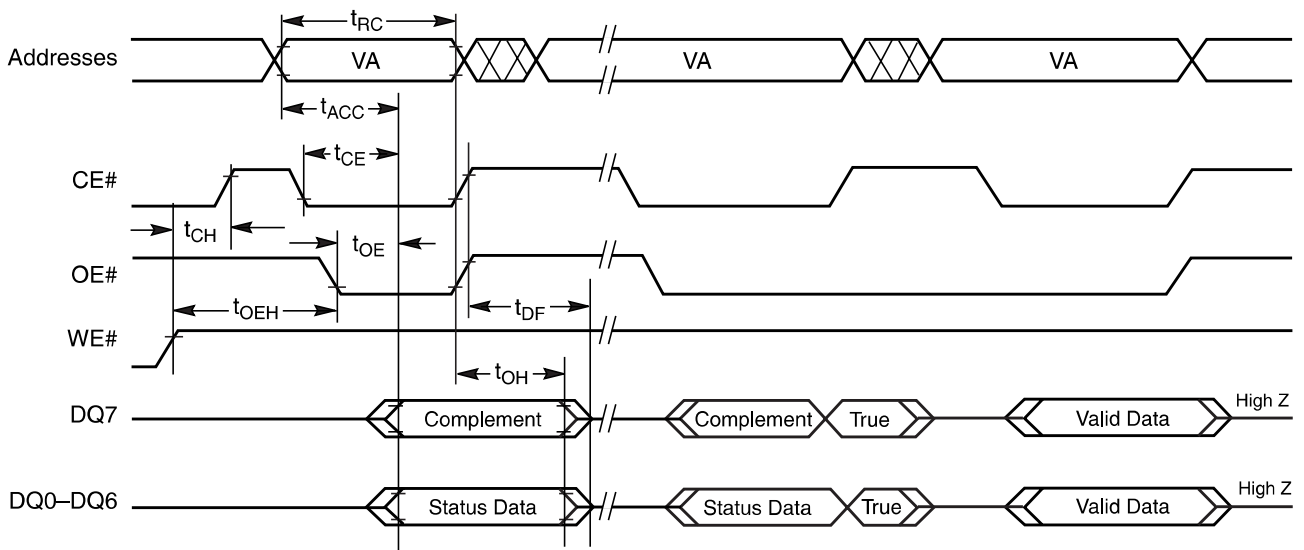 tRC
Addresses VA VA VA
tACC
tCE
CE#
tCH
tOE
OE#
tOEH
tDF
WE#
tOH
DQ7 Complement Complement True Valid Data High Z
DQ0–DQ6 Status Data Status Data True Valid Data High Z